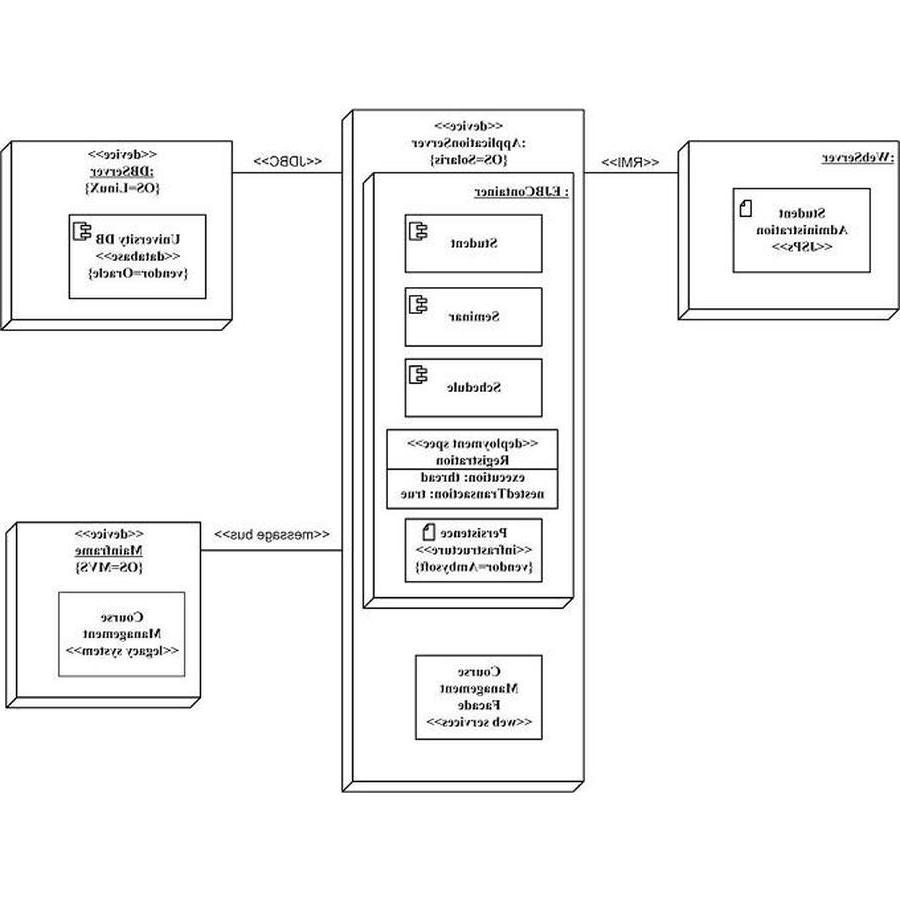 :WebServer
Student
Administration
<<JSPs>>
<<RMI>>
<<device>>
:ApplicationServer
{OS=Solaris}
: EJBContainer
Student
Seminar
Schedule
<<deployment spec>>
Registration
execution: thread
nestedTransaction: true
Persistence
<<infrastructure>>
{vendor=Ambysoft}
Course
Management
Facade
<<web services>>
<<JDBC>>
<<device>>
:DBServer
{OS=LinuX}
University DB
<<database>>
{vendor=Oracle}
<<message bus>>
<<device>>
Mainframe
{OS=MVS}
Course
Management
<<legacy system>>